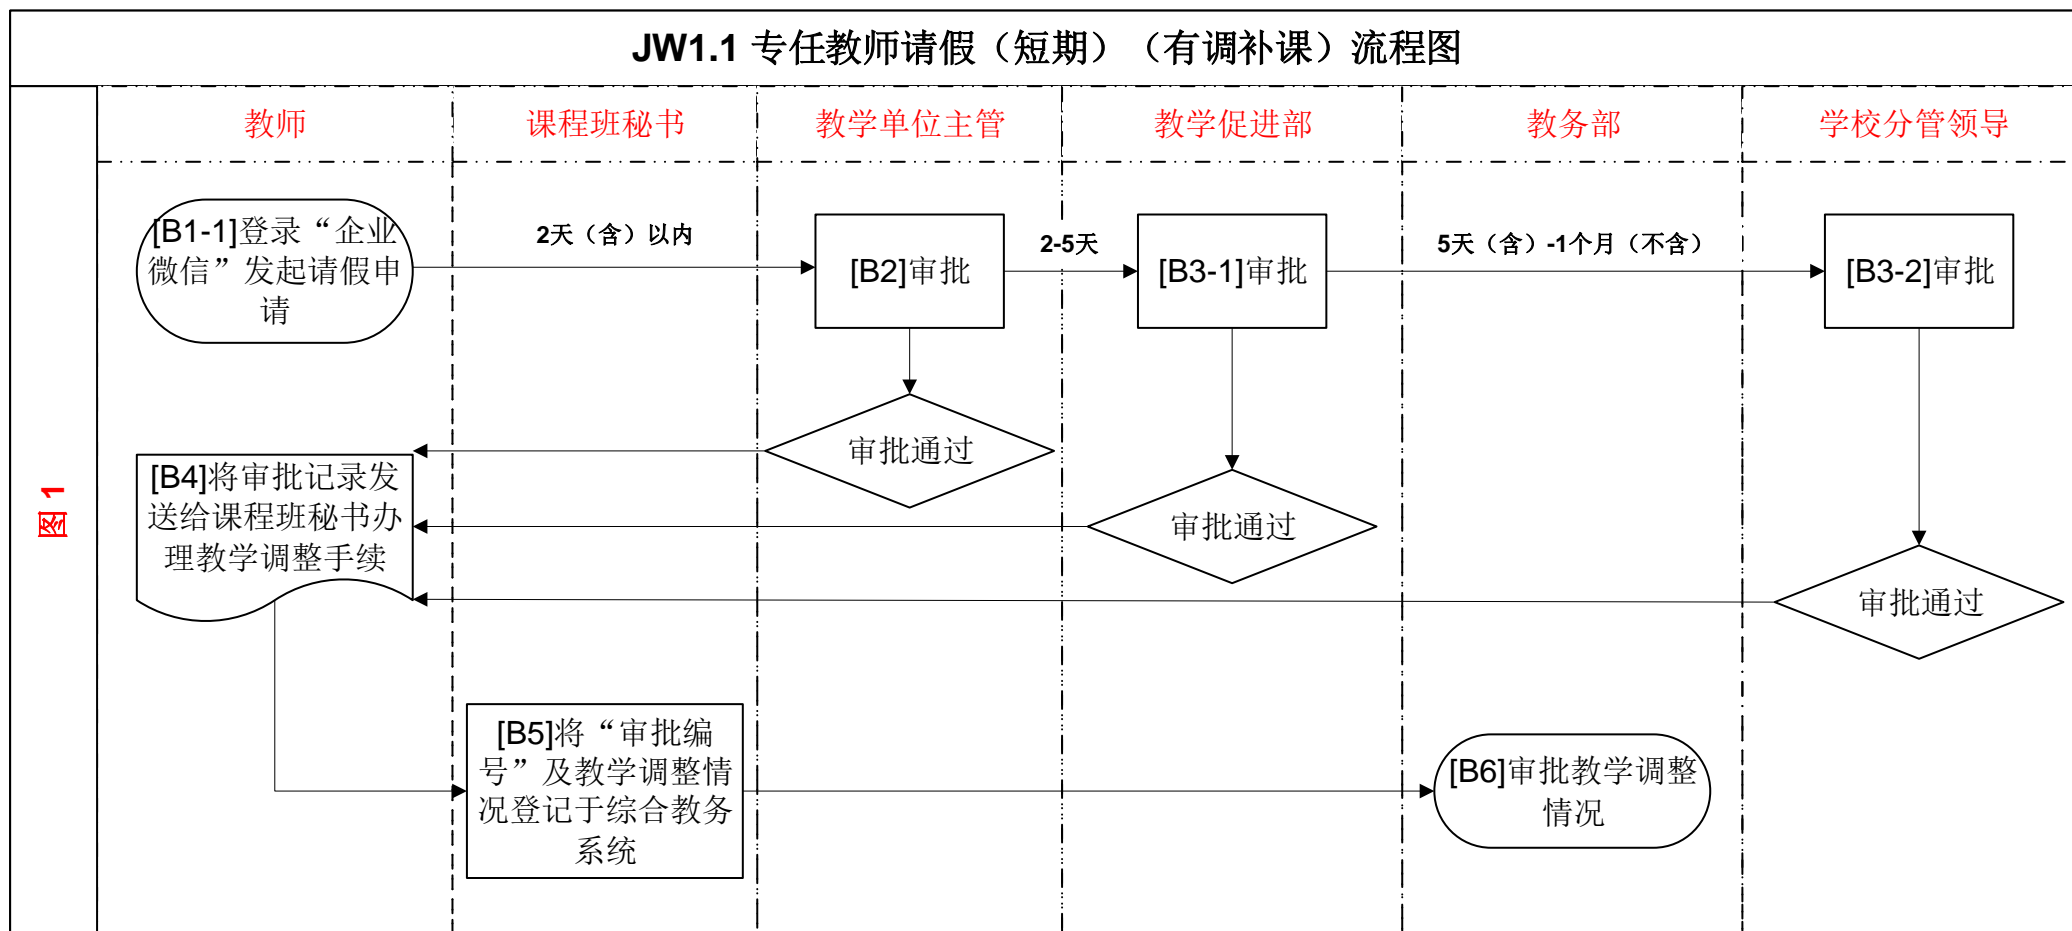 JW1.1 专任教师请假（短期）（有调补课）流程图
教师
课程班秘书
教学单位主管
教学促进部
教务部
学校分管领导
图 1
[B1-1]登录“企业
微信”发起请假申
请
2天（含）以内
[B2]审批
2-5天
[B3-1]审批
5天（含）-1个月（不含）
[B3-2]审批
审批通过
审批通过
审批通过
[B4]将审批记录发
送给课程班秘书办
理教学调整手续
[B5]将“审批编
号”及教学调整情
况登记于综合教务
系统
[B6]审批教学调整
情况